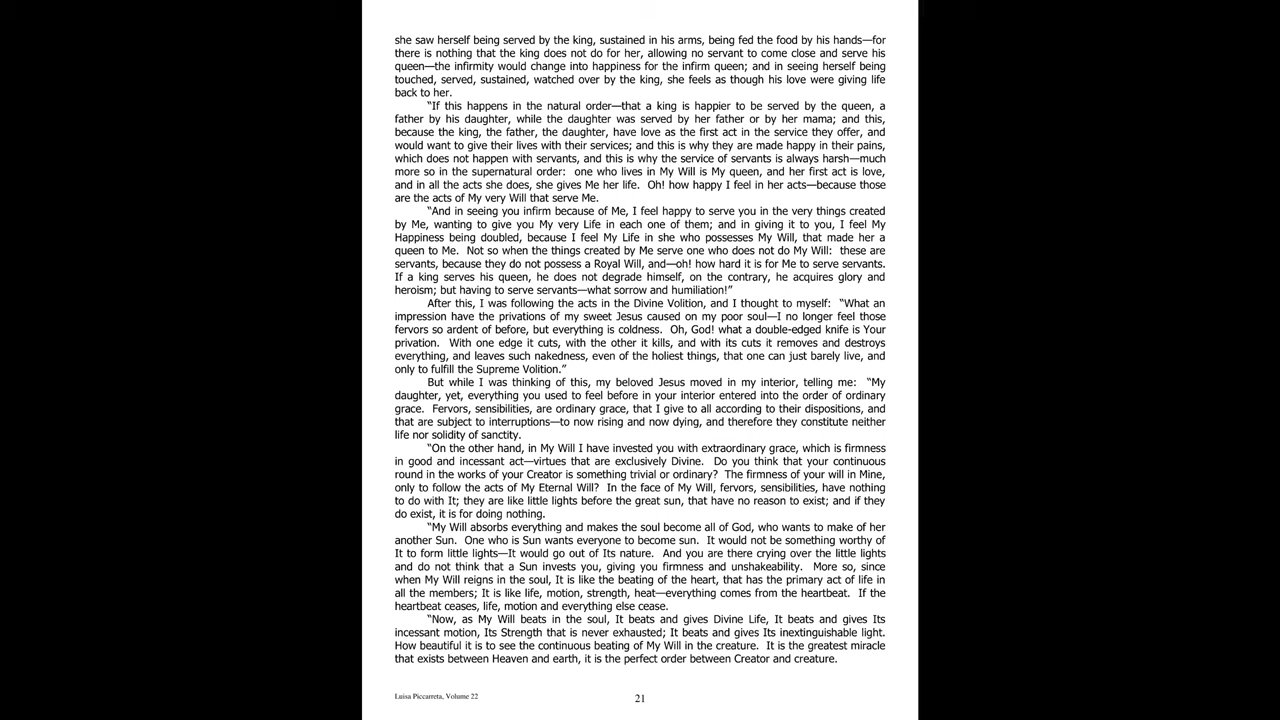 she saw herself being served by the king, sustained in his arms, being fed the food by his hands—for
there is nothing that the king does not do for her, allowing no servant to come close and serve his
queen—the infirmity would change into happiness for the infirm queen; and in seeing herself being
touched, served, sustained, watched over by the king, she feels as though his love were giving life
back to her.
“If this happens in the natural order—that a king is happier to be served by the queen, a
father by his daughter, while the daughter was served by her father or by her mama; and this,
because the king, the father, the daughter, have love as the first act in the service they offer, and
would want to give their lives with their services; and this is why they are made happy in their pains,
which does not happen with servants, and this is why the service of servants is always harsh—much
more so in the supernatural order:  one who lives in My Will is My queen, and her first act is love,
and in all the acts she does, she gives Me her life.  Oh! how happy I feel in her acts—because those
are the acts of My very Will that serve Me.
“And in seeing you infirm because of Me, I feel happy to serve you in the very things created
by Me, wanting to give you My very Life in each one of them; and in giving it to you, I feel My
Happiness being doubled, because I feel My Life in she who possesses My Will, that made her a
queen to Me.  Not so when the things created by Me serve one who does not do My Will:  these are
servants, because they do not possess a Royal Will, and—oh! how hard it is for Me to serve servants.
If a king serves his queen, he does not degrade himself, on the contrary, he acquires glory and
heroism; but having to serve servants—what sorrow and humiliation!”
After this, I was following the acts in the Divine Volition, and I thought to myself:  “What an
impression have the privations of my sweet Jesus caused on my poor soul—I no longer feel those
fervors so ardent of before, but everything is coldness.  Oh, God! what a double-edged knife is Your
privation.  With one edge it cuts, with the other it kills, and with its cuts it removes and destroys
everything, and leaves such nakedness, even of the holiest things, that one can just barely live, and
only to fulfill the Supreme Volition.”
But while I was thinking of this, my beloved Jesus moved in my interior, telling me:  “My
daughter, yet, everything you used to feel before in your interior entered into the order of ordinary
grace.  Fervors, sensibilities, are ordinary grace, that I give to all according to their dispositions, and
that are subject to interruptions—to now rising and now dying, and therefore they constitute neither
life nor solidity of sanctity.
“On the other hand, in My Will I have invested you with extraordinary grace, which is firmness
in good and incessant act—virtues that are exclusively Divine.  Do you think that your continuous
round in the works of your Creator is something trivial or ordinary?  The firmness of your will in Mine,
only to follow the acts of My Eternal Will?  In the face of My Will, fervors, sensibilities, have nothing
to do with It; they are like little lights before the great sun, that have no reason to exist; and if they
do exist, it is for doing nothing.
“My Will absorbs everything and makes the soul become all of God, who wants to make of her
another Sun.  One who is Sun wants everyone to become sun.  It would not be something worthy of
It to form little lights—It would go out of Its nature.  And you are there crying over the little lights
and do not think that a Sun invests you, giving you firmness and unshakeability.  More so, since
when My Will reigns in the soul, It is like the beating of the heart, that has the primary act of life in
all the members; It is like life, motion, strength, heat—everything comes from the heartbeat.  If the
heartbeat ceases, life, motion and everything else cease.
“Now, as My Will beats in the soul, It beats and gives Divine Life, It beats and gives Its
incessant motion, Its Strength that is never exhausted; It beats and gives Its inextinguishable light.
How beautiful it is to see the continuous beating of My Will in the creature.  It is the greatest miracle
that exists between Heaven and earth, it is the perfect order between Creator and creature.
Luisa Piccarreta, Volume 22
21